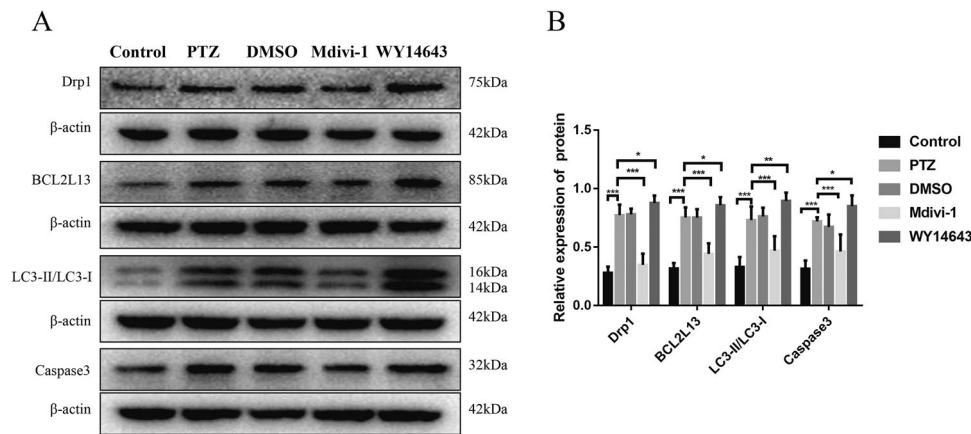 A
Control PTZ DMSO Mdivi-1 WY14643
Drp1 75kDa
β-actin 42kDa
BCL2L13 85kDa
β-actin 42kDa
LC3-II/LC3-I 16kDa
14kDa
β-actin 42kDa
Caspase3 32kDa
β-actin 42kDa
B
Relative expression of protein
1.5
1.0
0.5
0.0
*** *** *
*** *** *
*** *** **
*** *** *
Drp1
BCL2L13
LC3-II/LC3-I
Caspase3
Control
PTZ
DMSO
Mdivi-1
WY14643